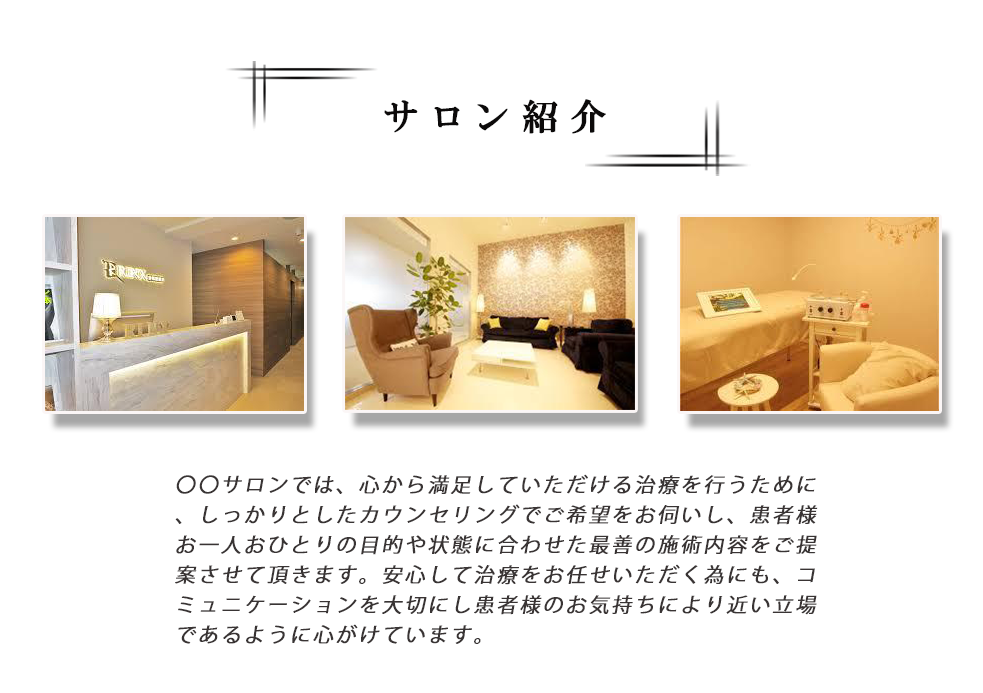 サロン紹介
〇〇サロンでは、心から満足していただける治療を行うために
、しっかりとしたカウンセリングでご希望をお伺いし、患者様
お一人おひとりの目的や状態に合わせた最善の施術内容をご提
案させて頂きます。安心して治療をお任せいただく為にも、コ
ミュニケーションを大切にし患者様のお気持ちにより近い立場
であるように心がけています。